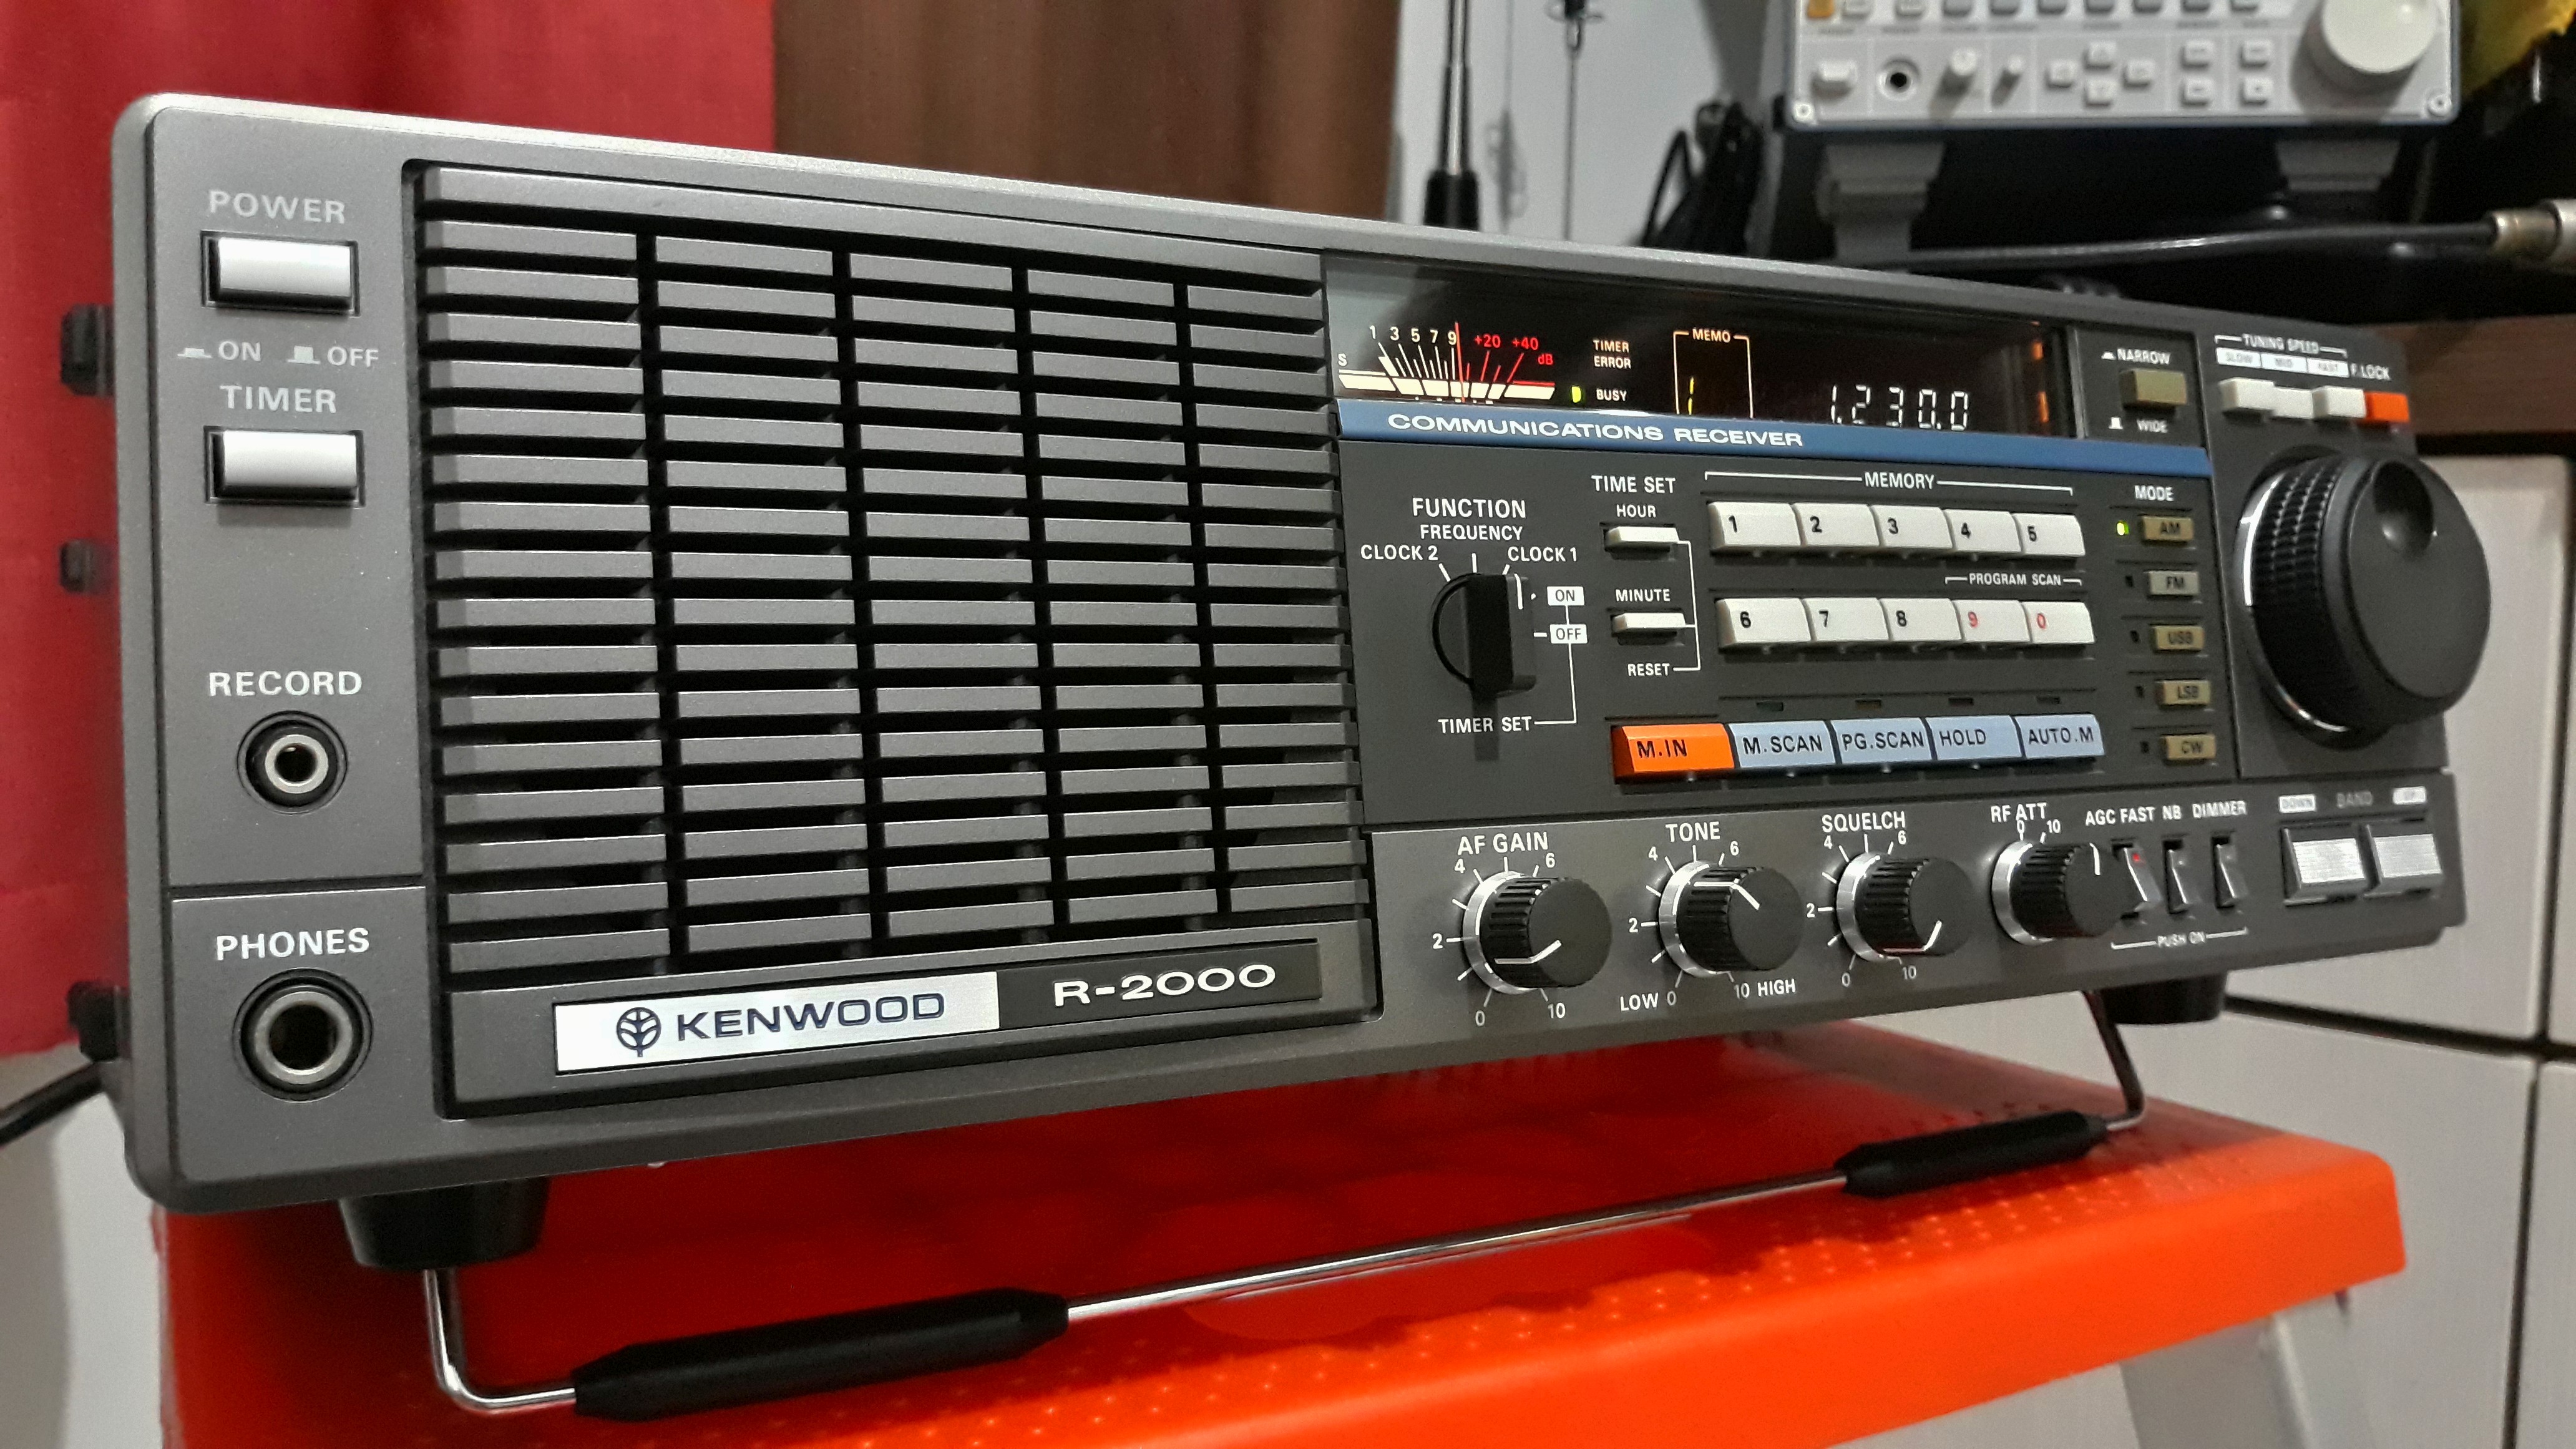 POWER
ON OFF
TIMER
RECORD
PHONES
KENWOOD R-2000
S 1 3 5 7 9 +20 +40 dB
TIMER
ERROR
BUSY
MEMO
1
1.230.0
COMMUNICATIONS RECEIVER
NARROW
WIDE
TUNING SPEED
SLOW MID FAST F.LOCK
FUNCTION
FREQUENCY
CLOCK 2 CLOCK 1
ON
OFF
TIMER SET
TIME SET
HOUR
MINUTE
RESET
MEMORY
1 2 3 4 5
PROGRAM SCAN
6 7 8 9 0
M.IN M.SCAN PG.SCAN HOLD AUTO.M
MODE
AM
FM
USB
LSB
CW
AF GAIN
0 2 4 6 10
TONE
LOW 0 2 4 6 10 HIGH
SQUELCH
0 2 4 6 10
RF ATT
0 10
AGC FAST NB DIMMER
PUSH ON
DOWN BAND UP